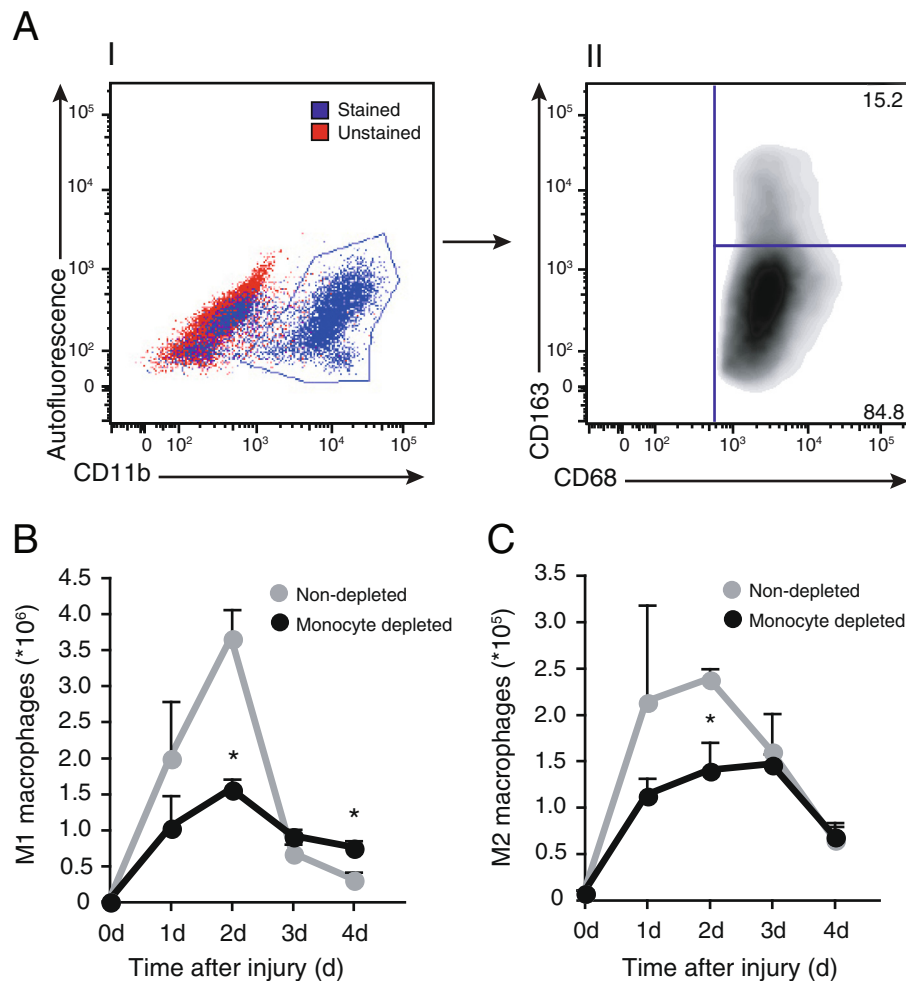 A
I
II
Stained
Unstained
10⁵
10⁴
10³
10²
0
Autofluorescence
0 10² 10³ 10⁴ 10⁵
CD11b
15.2
84.8
10⁵
10⁴
10³
10²
0
CD163
0 10² 10³ 10⁴ 10⁵
CD68
B
Non-depleted
Monocyte depleted
4.5
4.0
3.5
3.0
2.5
2.0
1.5
1.0
0.5
0
M1 macrophages (*10⁶)
*
*
0d 1d 2d 3d 4d
Time after injury (d)
C
Non-depleted
Monocyte depleted
3.5
3.0
2.5
2.0
1.5
1.0
0.5
0
M2 macrophages (*10⁵)
*
0d 1d 2d 3d 4d
Time after injury (d)